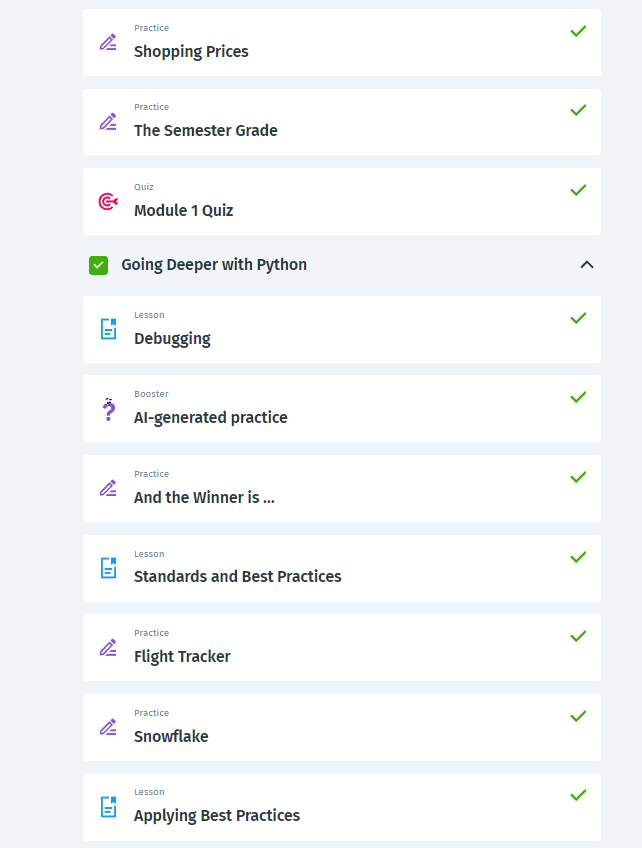 Practice
Shopping Prices
Practice
The Semester Grade
Quiz
Module 1 Quiz
Going Deeper with Python
Lesson
Debugging
Booster
AI-generated practice
Practice
And the Winner is ...
Lesson
Standards and Best Practices
Practice
Flight Tracker
Practice
Snowflake
Lesson
Applying Best Practices